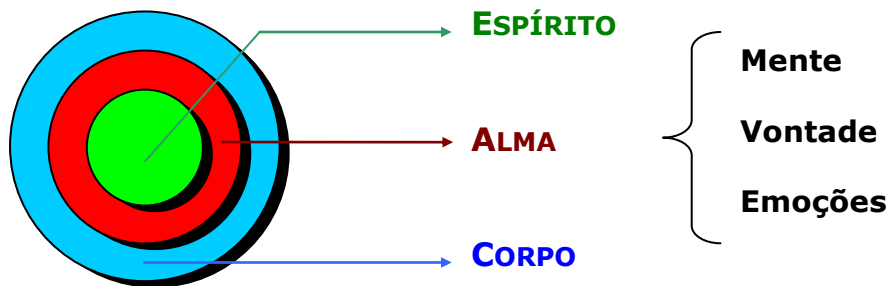 ESPÍRITO
ALMA
CORPO
Mente
Vontade
Emoções